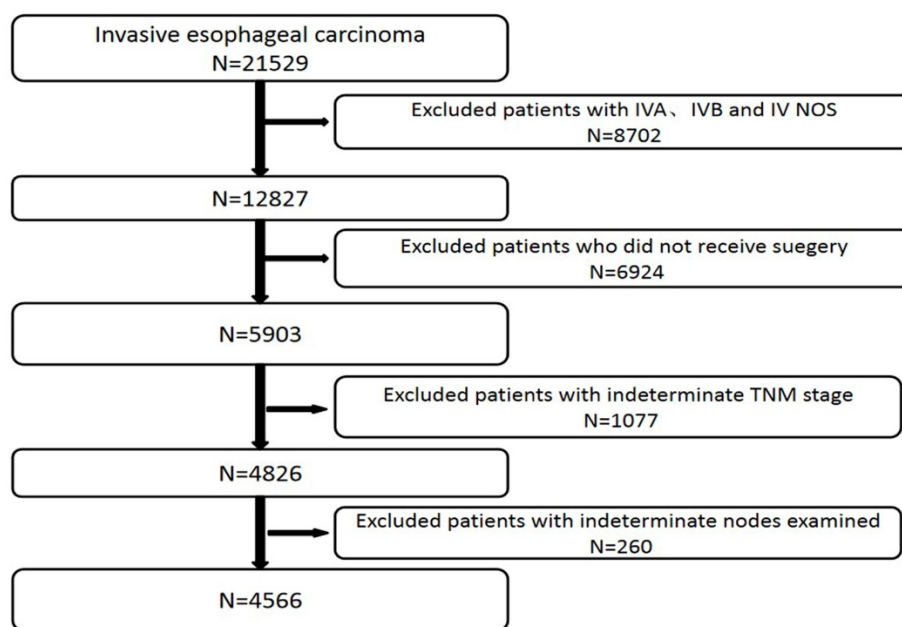 Invasive esophageal carcinoma
N=21529
Excluded patients with IVA、IVB and IV NOS
N=8702
N=12827
Excluded patients who did not receive suegery
N=6924
N=5903
Excluded patients with indeterminate TNM stage
N=1077
N=4826
Excluded patients with indeterminate nodes examined
N=260
N=4566